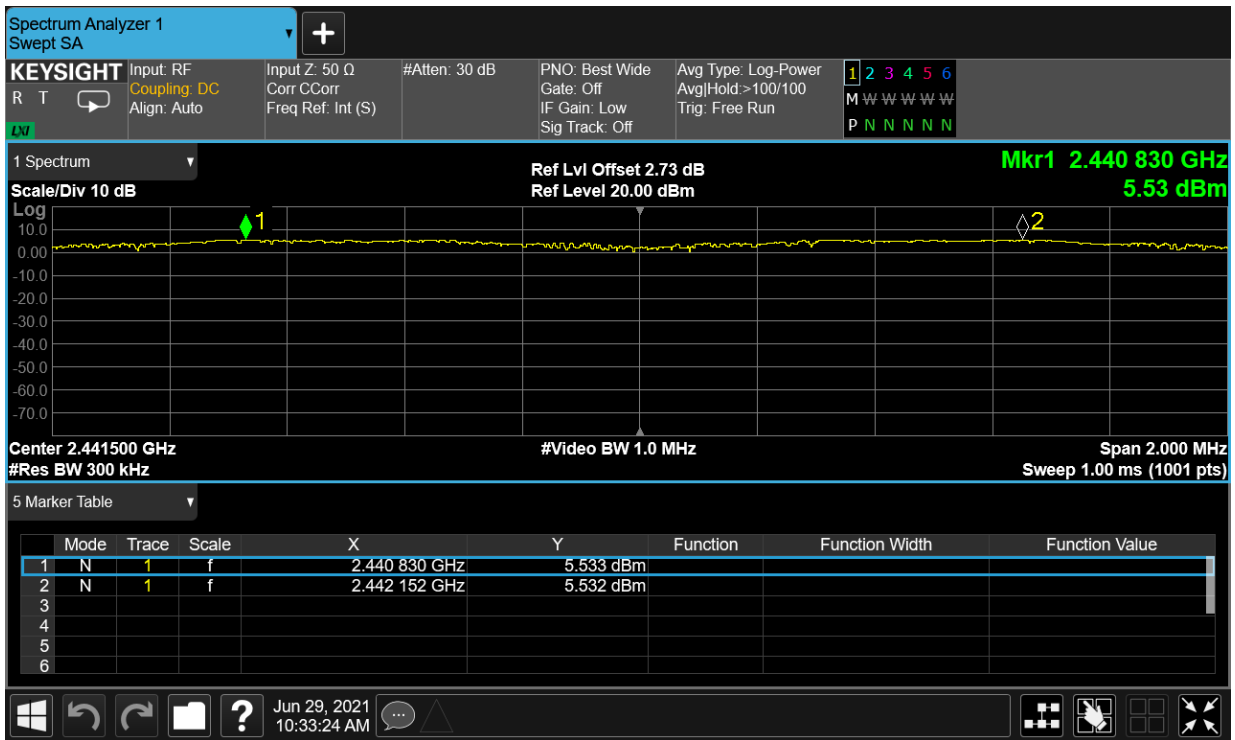 Spectrum Analyzer 1
Swept SA
KEYSIGHT
R T
LXI
Input: RF
Coupling: DC
Align: Auto
Input Z: 50 Ω
Corr CCorr
Freq Ref: Int (S)
#Atten: 30 dB
PNO: Best Wide
Gate: Off
IF Gain: Low
Sig Track: Off
Avg Type: Log-Power
Avg|Hold:>100/100
Trig: Free Run
1 2 3 4 5 6
M W W W W W
P N N N N N
1 Spectrum
Scale/Div 10 dB
Ref Lvl Offset 2.73 dB
Ref Level 20.00 dBm
Mkr1 2.440 830 GHz
5.53 dBm
Log
1
2
10.0
0.00
-10.0
-20.0
-30.0
-40.0
-50.0
-60.0
-70.0
Center 2.441500 GHz
#Video BW 1.0 MHz
Span 2.000 MHz
#Res BW 300 kHz
Sweep 1.00 ms (1001 pts)
5 Marker Table
Mode Trace Scale X Y Function Function Width Function Value
1 N 1 f 2.440 830 GHz 5.533 dBm
2 N 1 f 2.442 152 GHz 5.532 dBm
3
4
5
6
?
Jun 29, 2021
10:33:24 AM